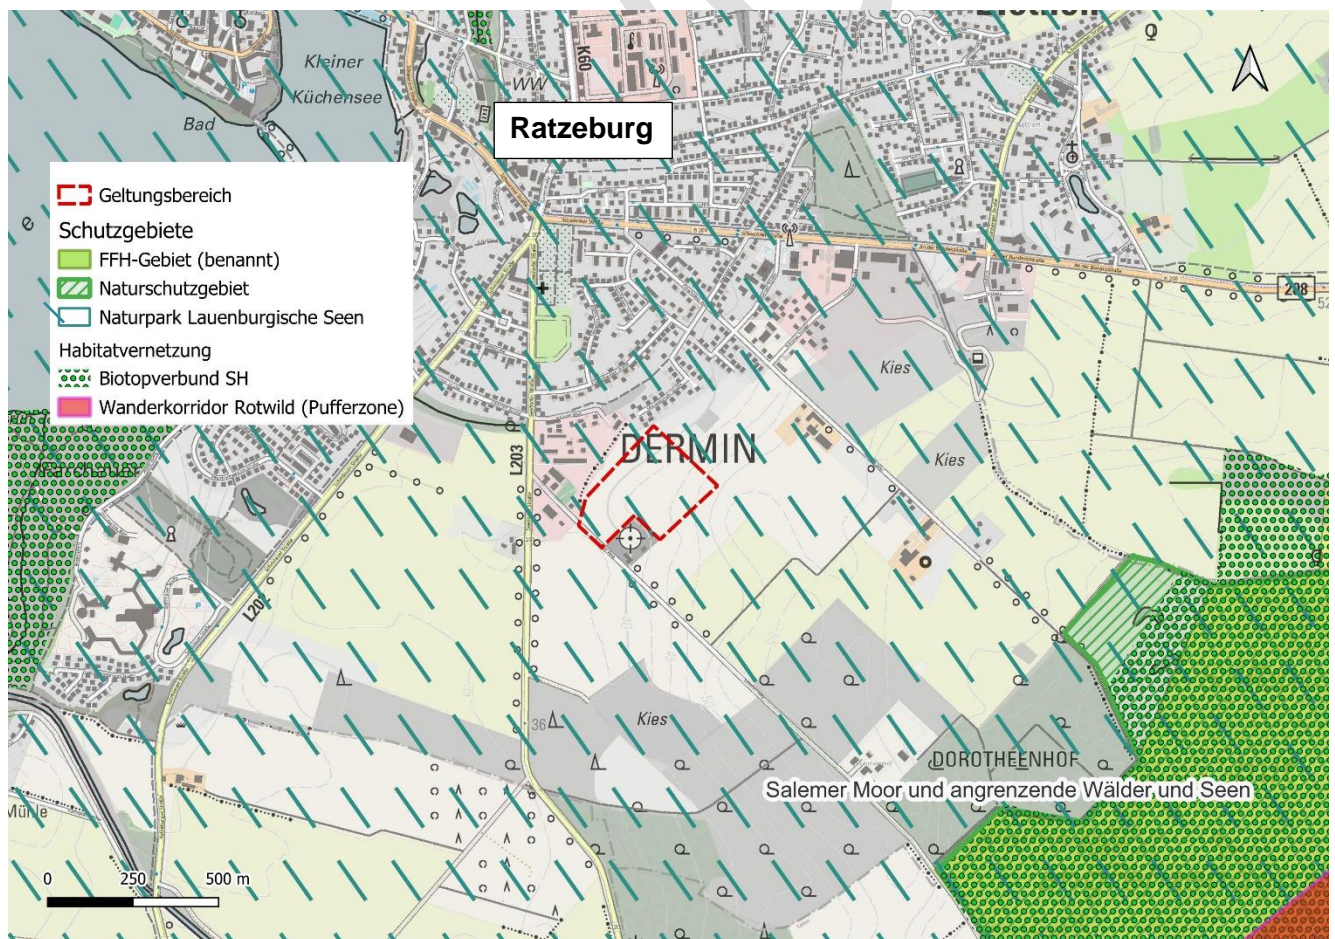 Kleiner
Küchensee
Bad
WW
K60
Ratzeburg
Geltungsbereich
Schutzgebiete
FFH-Gebiet (benannt)
Naturschutzgebiet
Naturpark Lauenburgische Seen
Habitatvernetzung
Biotopverbund SH
Wanderkorridor Rotwild (Pufferzone)
208
Kies
DERMIN
Kies
L203
L202
36
Kies
DOROTHEENHOF
Salemer Moor und angrenzende Wälder und Seen
Mühle
0 250 500 m